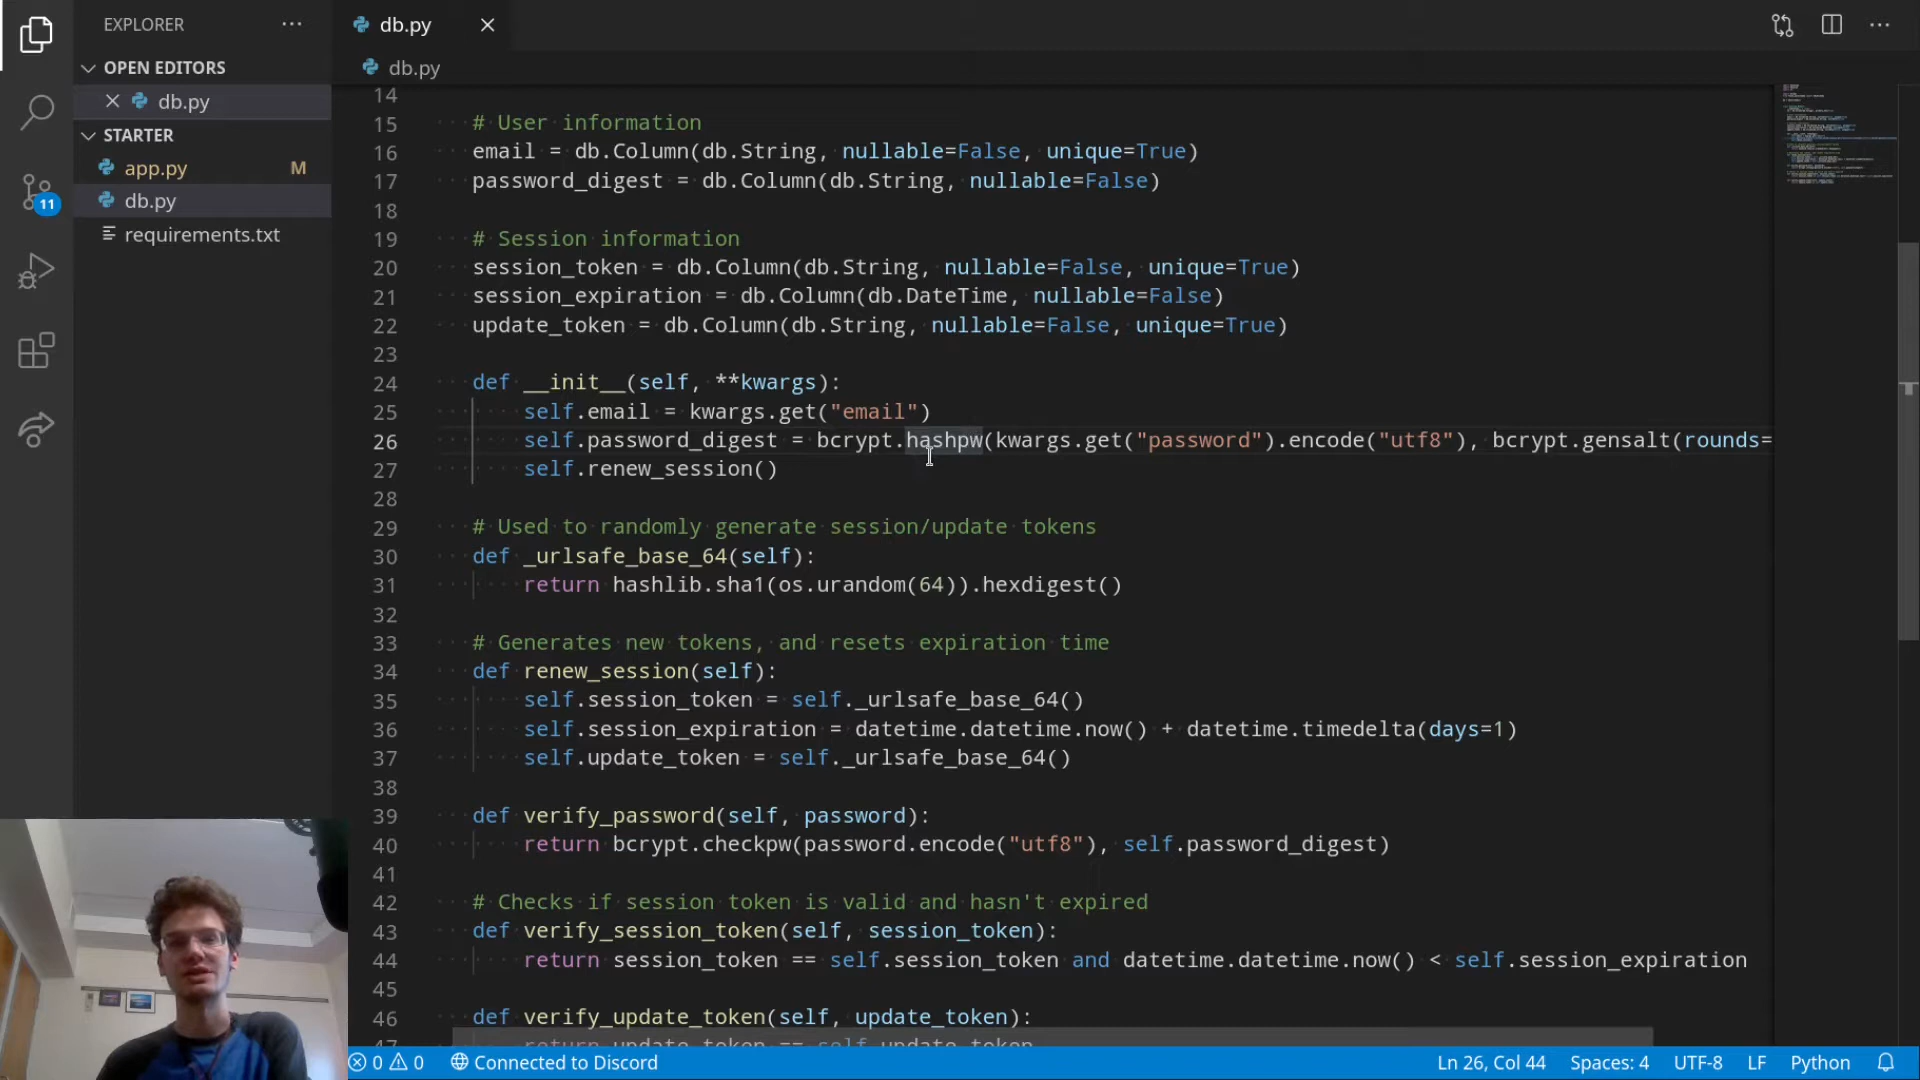 EXPLORER
OPEN EDITORS
db.py
STARTER
app.py M
db.py
requirements.txt
11
db.py
db.py
14
15 # User information
16 email = db.Column(db.String, nullable=False, unique=True)
17 password_digest = db.Column(db.String, nullable=False)
18
19 # Session information
20 session_token = db.Column(db.String, nullable=False, unique=True)
21 session_expiration = db.Column(db.DateTime, nullable=False)
22 update_token = db.Column(db.String, nullable=False, unique=True)
23
24 def __init__(self, **kwargs):
25 self.email = kwargs.get("email")
26 self.password_digest = bcrypt.hashpw(kwargs.get("password").encode("utf8"), bcrypt.gensalt(rounds=
27 self.renew_session()
28
29 # Used to randomly generate session/update tokens
30 def _urlsafe_base_64(self):
31 return hashlib.sha1(os.urandom(64)).hexdigest()
32
33 # Generates new tokens, and resets expiration time
34 def renew_session(self):
35 self.session_token = self._urlsafe_base_64()
36 self.session_expiration = datetime.datetime.now() + datetime.timedelta(days=1)
37 self.update_token = self._urlsafe_base_64()
38
39 def verify_password(self, password):
40 return bcrypt.checkpw(password.encode("utf8"), self.password_digest)
41
42 # Checks if session token is valid and hasn't expired
43 def verify_session_token(self, session_token):
44 return session_token == self.session_token and datetime.datetime.now() < self.session_expiration
45
46 def verify_update_token(self, update_token):
47 return update_token == self.update_token
0 0 Connected to Discord
Ln 26, Col 44 Spaces: 4 UTF-8 LF Python